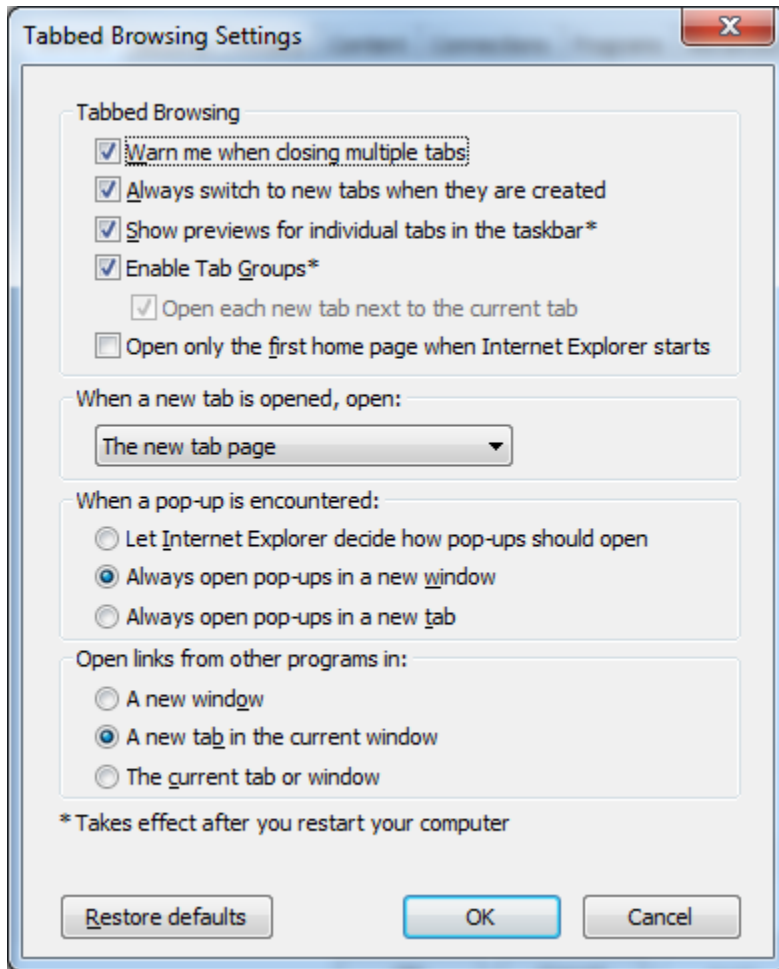 Tabbed Browsing Settings
Content Connections Programs
Tabbed Browsing
Warn me when closing multiple tabs
Always switch to new tabs when they are created
Show previews for individual tabs in the taskbar*
Enable Tab Groups*
Open each new tab next to the current tab
Open only the first home page when Internet Explorer starts
When a new tab is opened, open:
The new tab page
When a pop-up is encountered:
Let Internet Explorer decide how pop-ups should open
Always open pop-ups in a new window
Always open pop-ups in a new tab
Open links from other programs in:
A new window
A new tab in the current window
The current tab or window
* Takes effect after you restart your computer
Restore defaults OK Cancel